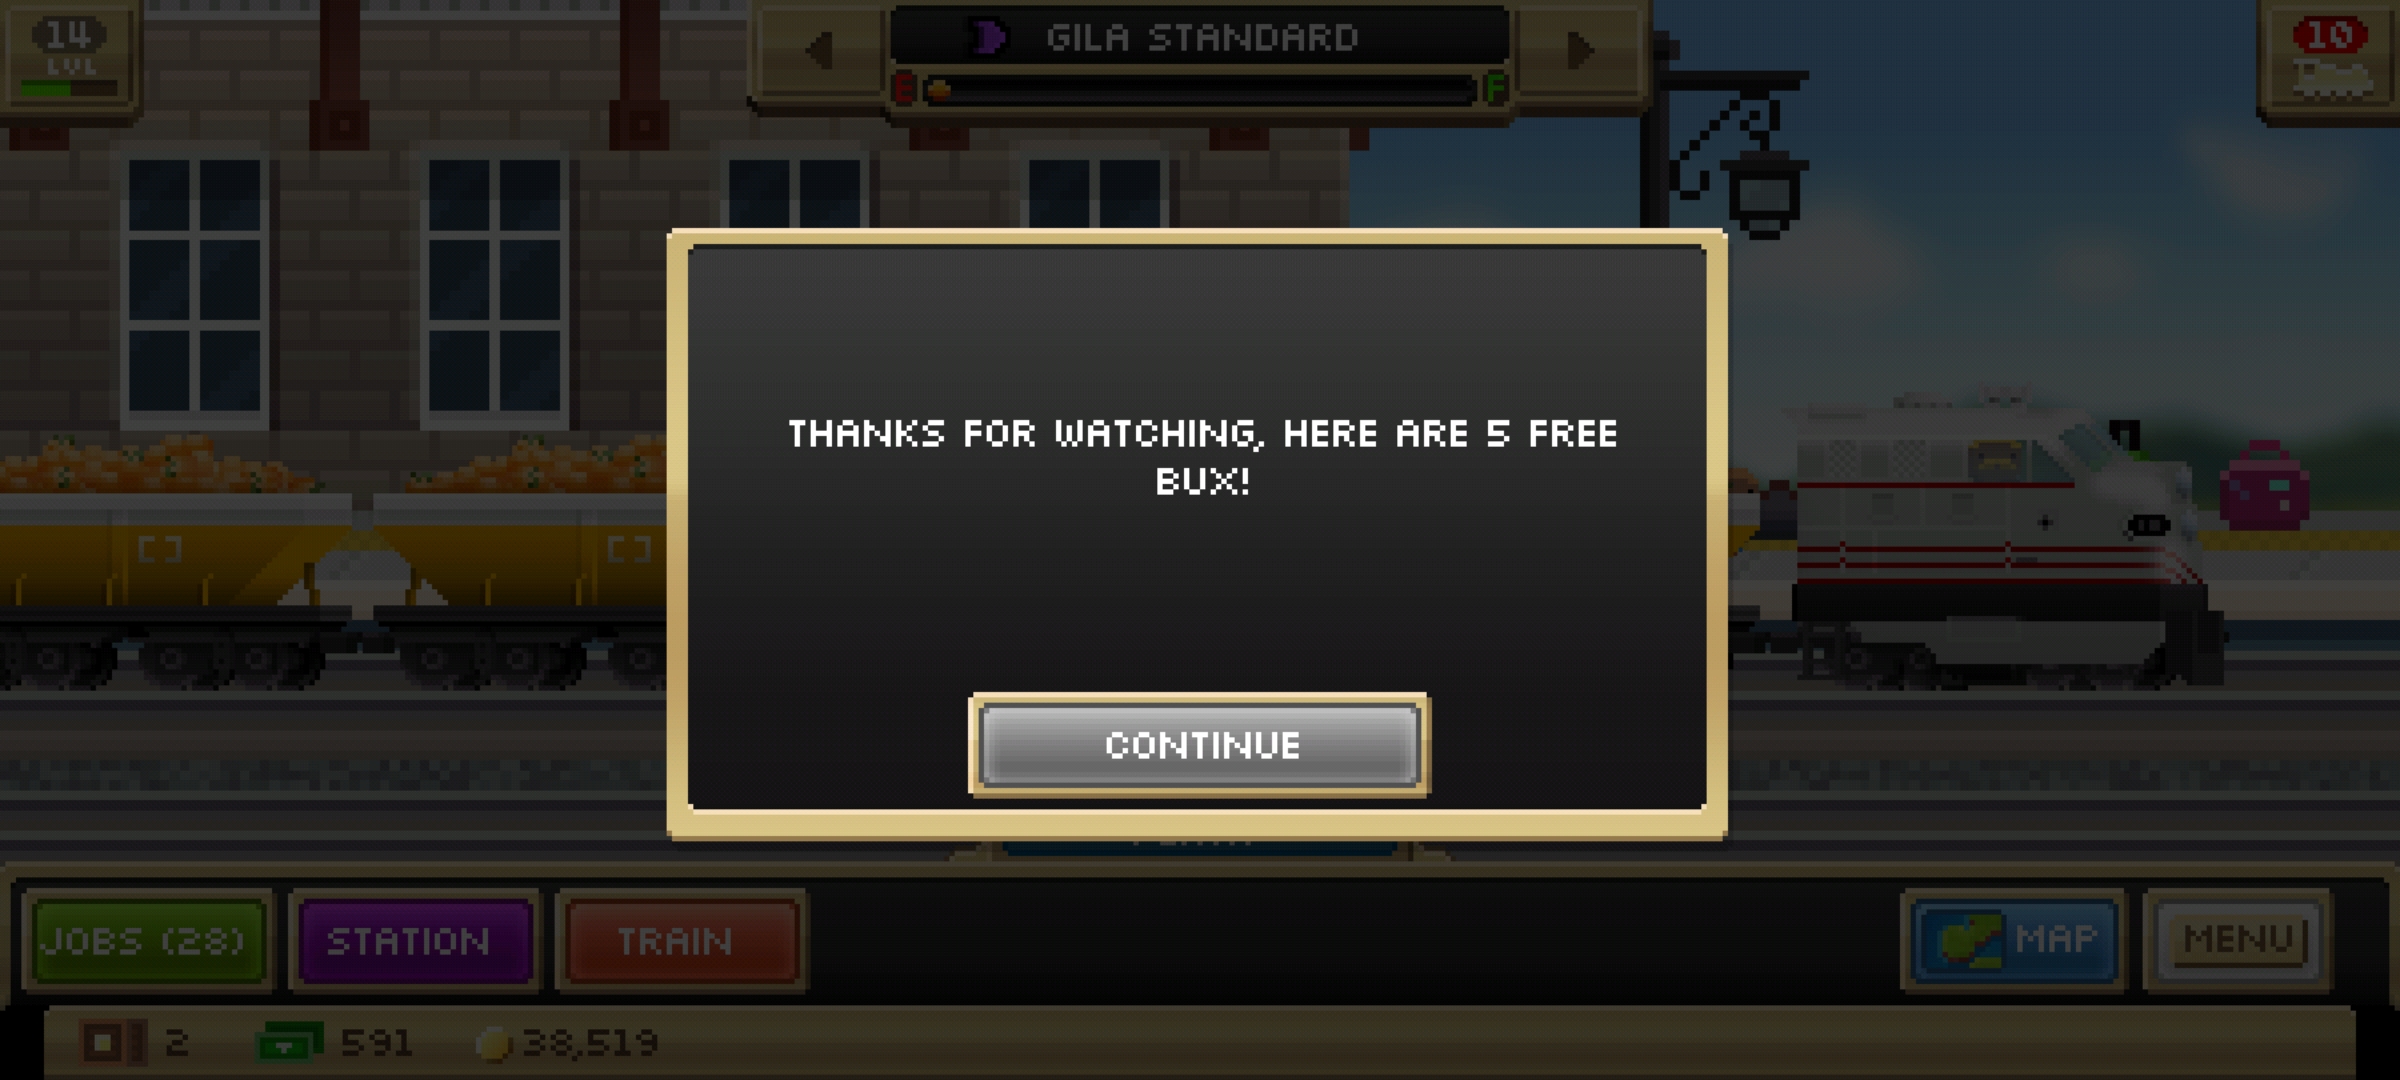 14
LVL
GILA STANDARD
E
F
10
THANKS FOR WATCHING, HERE ARE 5 FREE
BUX!
CONTINUE
JOBS (28)
STATION
TRAIN
MAP
MENU
2
591
38,519